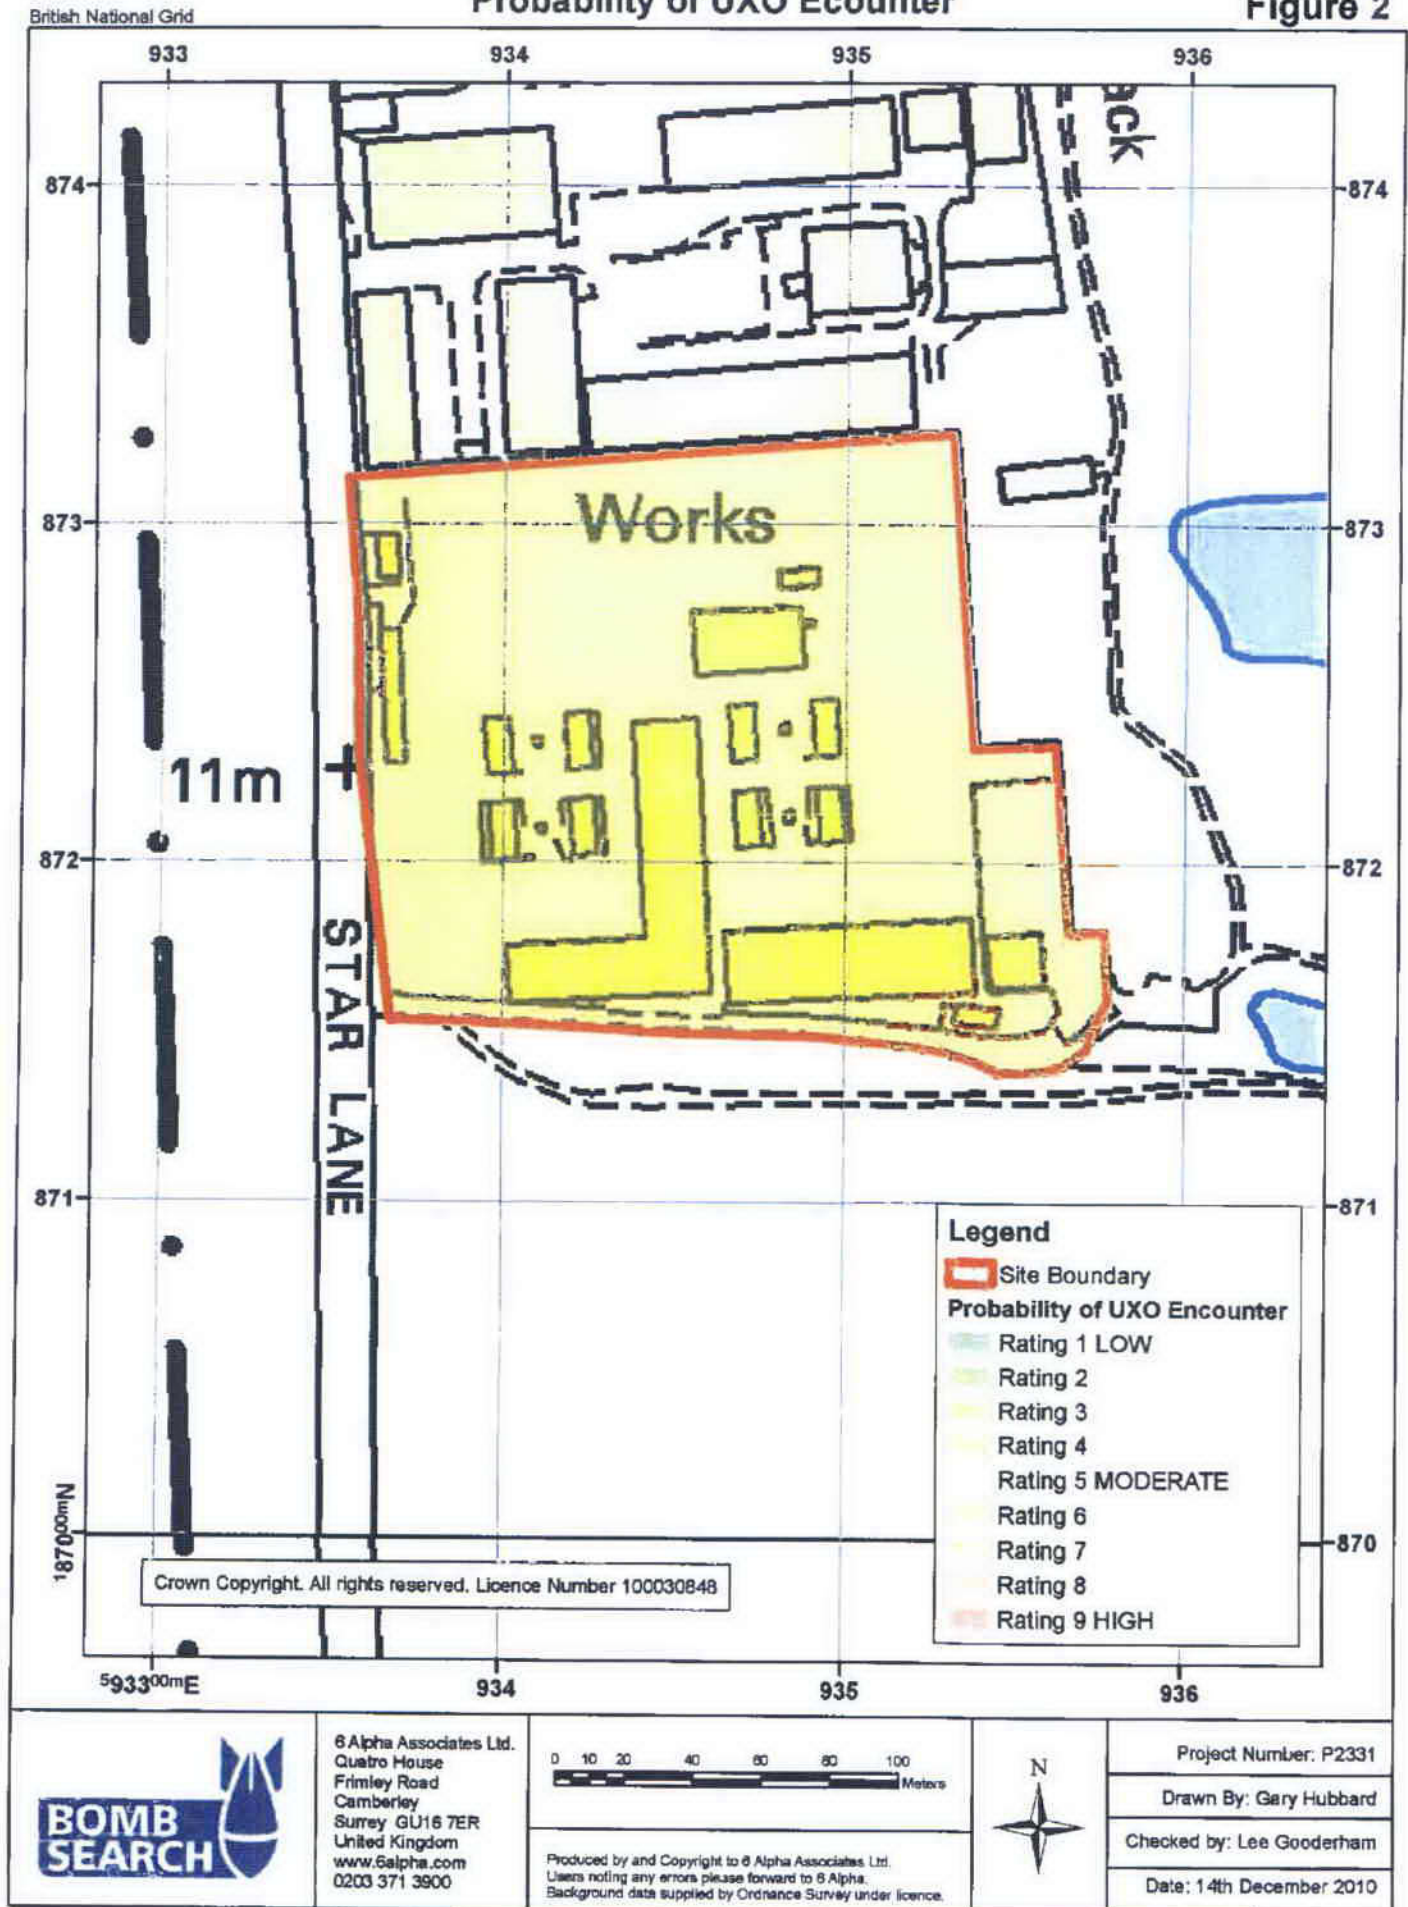 British National Grid
Probability of UXO Ecounter
Figure 2
933 934 935 936
ack
874 874
Works
873 873
11m
872 872
STAR LANE
871 871
Legend
Site Boundary
Probability of UXO Encounter
Rating 1 LOW
Rating 2
Rating 3
Rating 4
Rating 5 MODERATE
Rating 6
Rating 7
Rating 8
Rating 9 HIGH
187000mN 870
Crown Copyright. All rights reserved. Licence Number 100030848
593300mE 934 935 936
BOMB
SEARCH
6 Alpha Associates Ltd.
Quatro House
Frimley Road
Camberley
Surrey GU16 7ER
United Kingdom
www.6alpha.com
0203 371 3900
0 10 20 40 60 80 100
Meters
Produced by and Copyright to 6 Alpha Associates Ltd.
Users noting any errors please forward to 6 Alpha.
Background data supplied by Ordnance Survey under licence.
N
Project Number: P2331
Drawn By: Gary Hubbard
Checked by: Lee Gooderham
Date: 14th December 2010